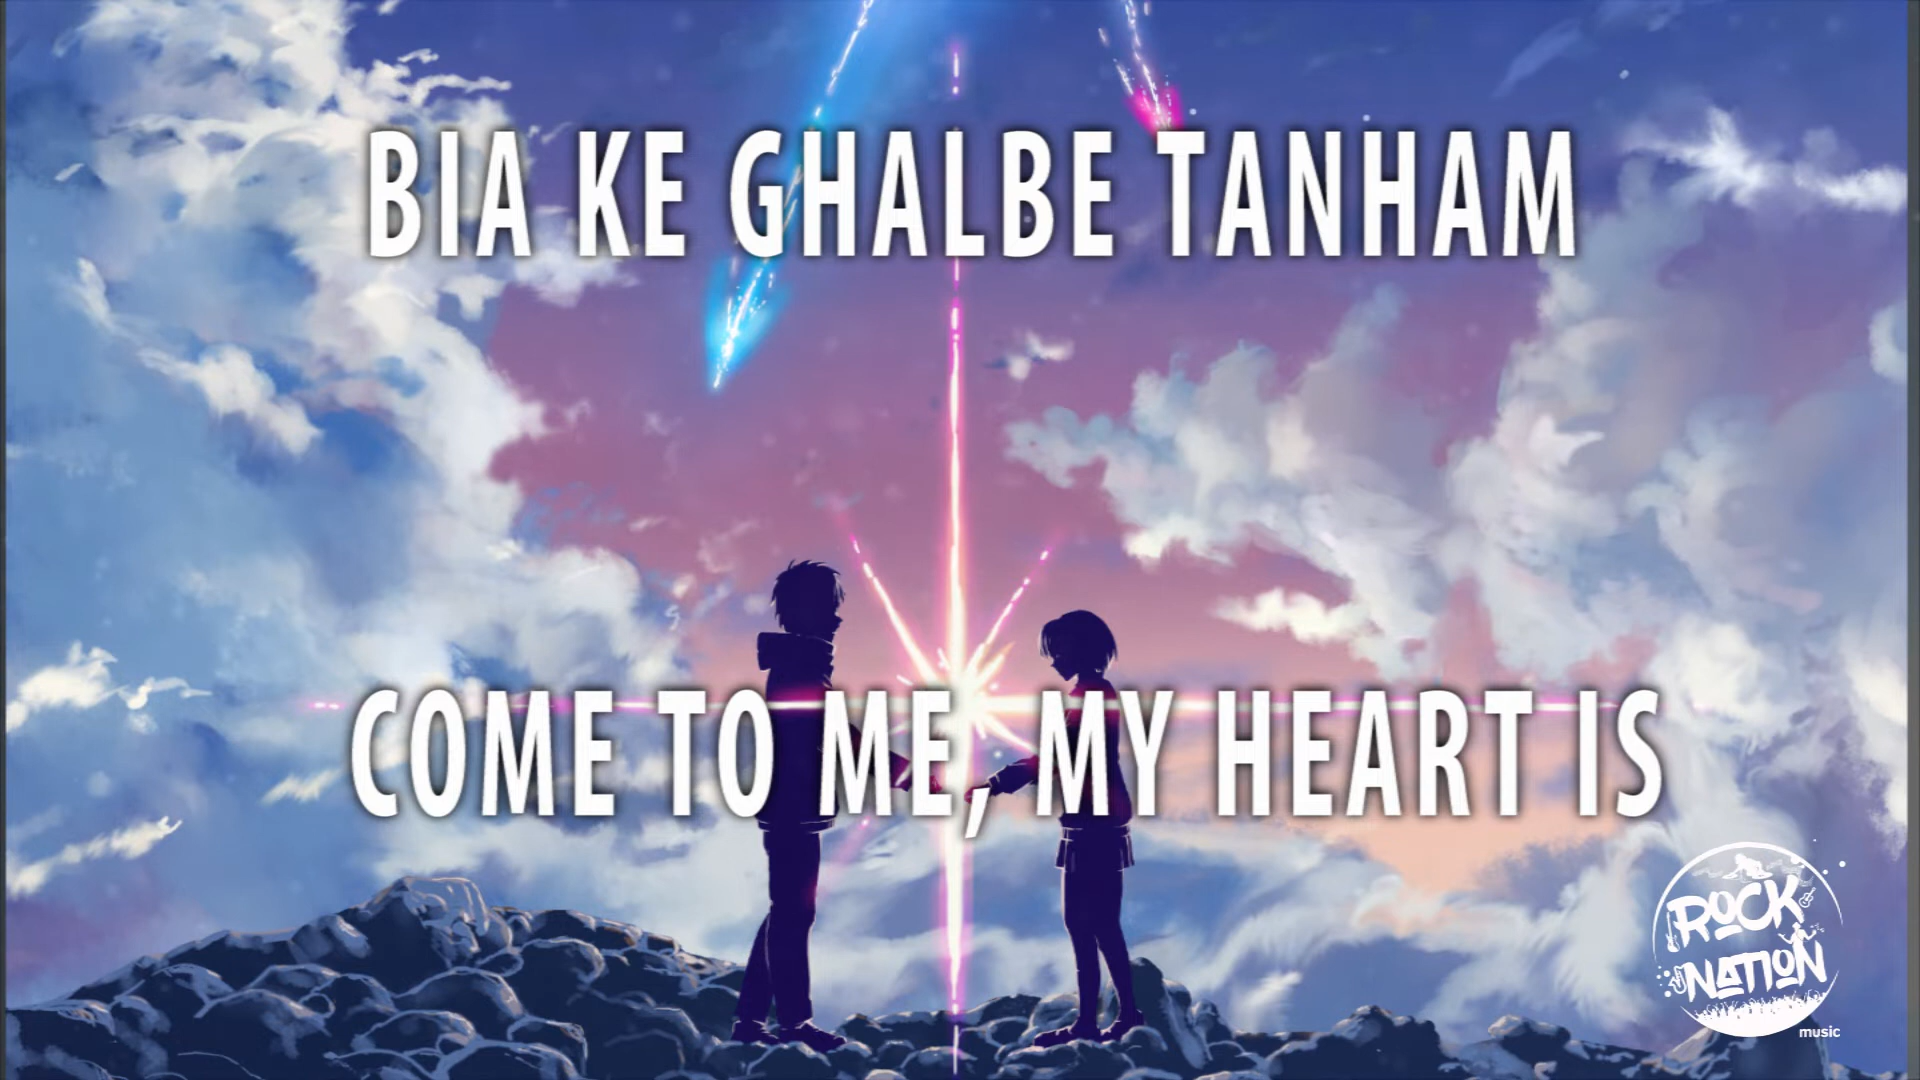 BIA KE GHALBE TANHAM
COME TO ME, MY HEART IS
ROCK
NATION
music